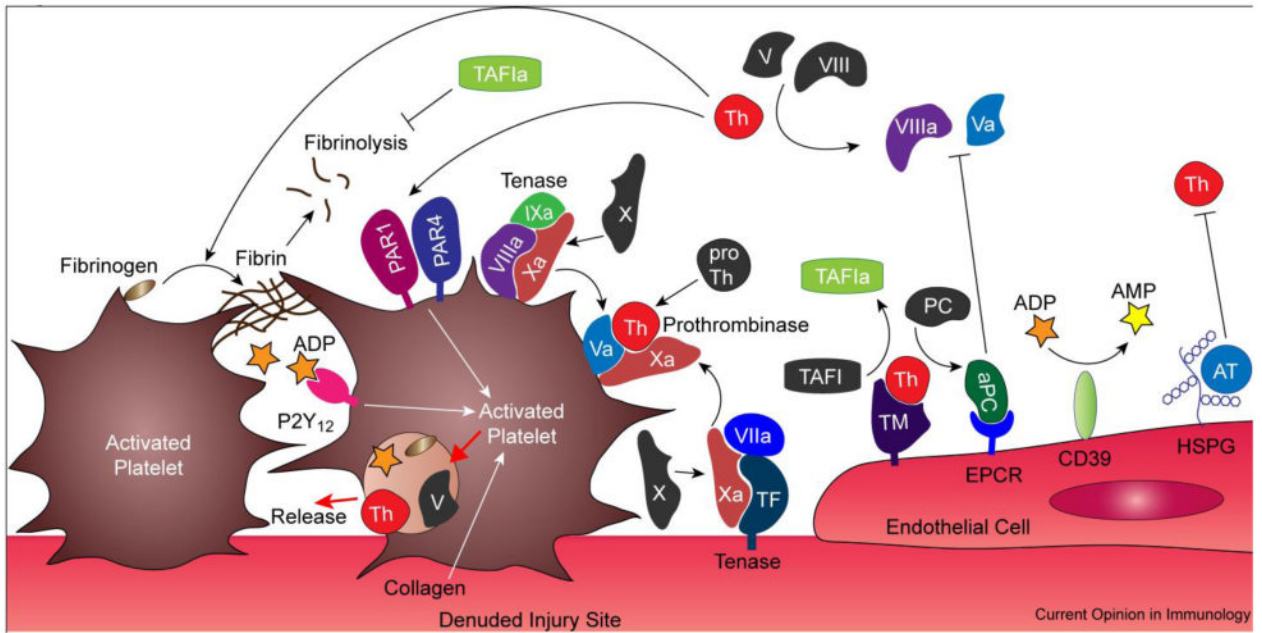 V
VIII
TAFIa
Th
VIIIa
Va
Fibrinolysis
Th
Tenase
IXa
X
PAR1
PAR4
VIIIa
Xa
Fibrinogen
Fibrin
pro
Th
TAFIa
PC
ADP
AMP
Th
Prothrombinase
Va
Xa
ADP
TAFI
Th
aPC
AT
P2Y12
Activated
Platelet
TM
Activated
Platelet
VIIa
EPCR
CD39
HSPG
X
Xa
TF
V
Th
Release
Endothelial Cell
Tenase
Collagen
Denuded Injury Site
Current Opinion in Immunology